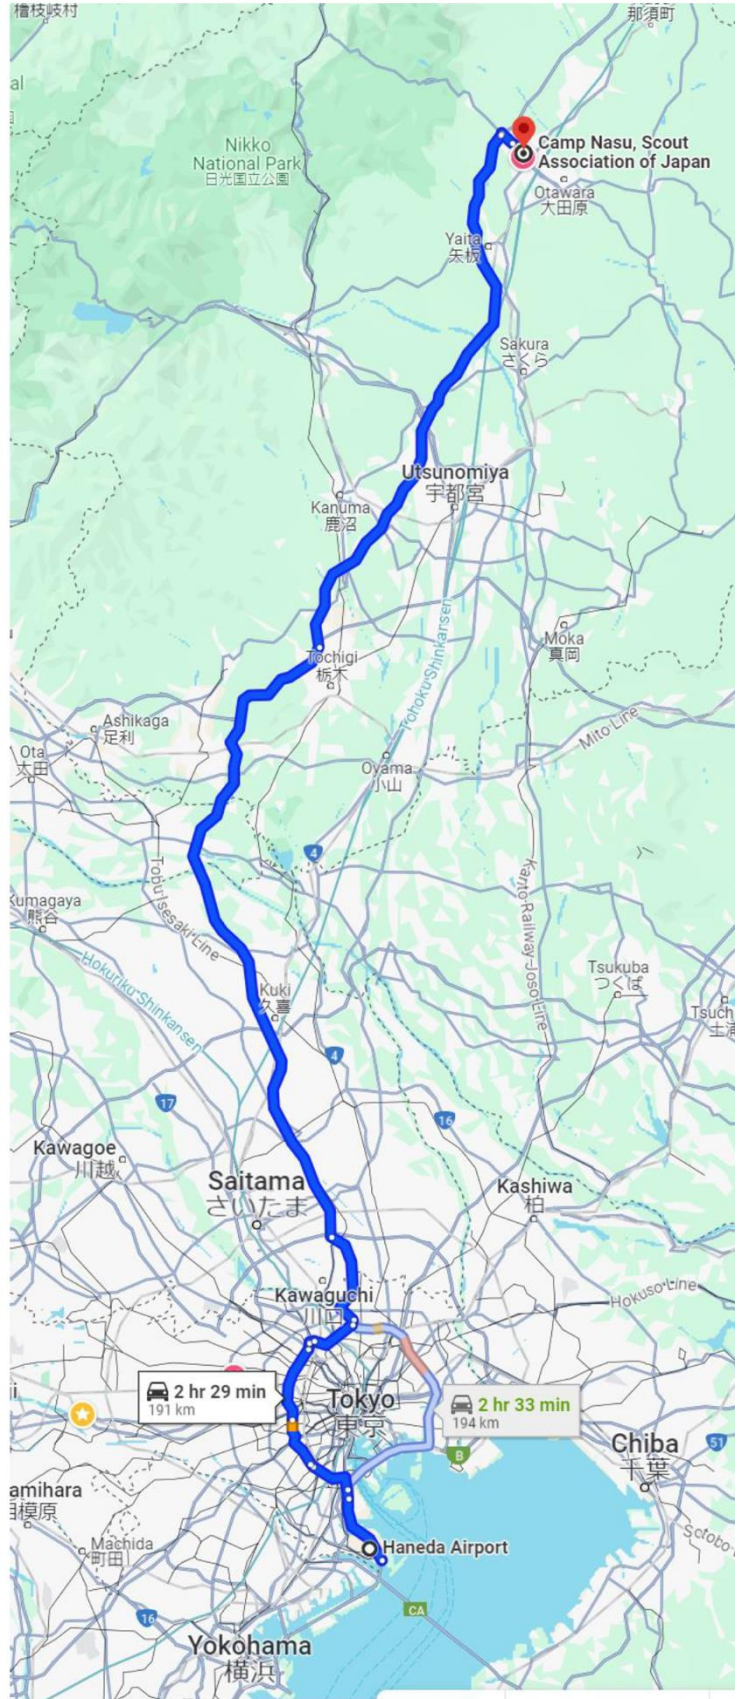 檜枝岐村
那須町
al
Nikko
National Park
日光国立公園
Camp Nasu, Scout
Association of Japan
Otawara
大田原
Yaita
矢板
Sakura
さくら
Utsunomiya
宇都宮
Kanuma
鹿沼
Tohoku Shinkansen
Moka
真岡
Tochigi
栃木
Ashikaga
足利
Mito Line
Ota
太田
Oyama
小山
4
Tobu Isesaki Line
Kanto Railway-Joso Line
Kumagaya
熊谷
Hokuriku Shinkansen
Tsukuba
つくば
Kuki
久喜
Tsuch
土浦
4
17
16
Kawagoe
川越
Saitama
さいたま
Kashiwa
柏
Kawaguchi
川口
Hokuso Line
2 hr 29 min
191 km
Tokyo
東京
2 hr 33 min
194 km
ji
B
Chiba
千葉
51
amihara
相模原
Machida
町田
Haneda Airport
CA
16
Yokohama
横浜